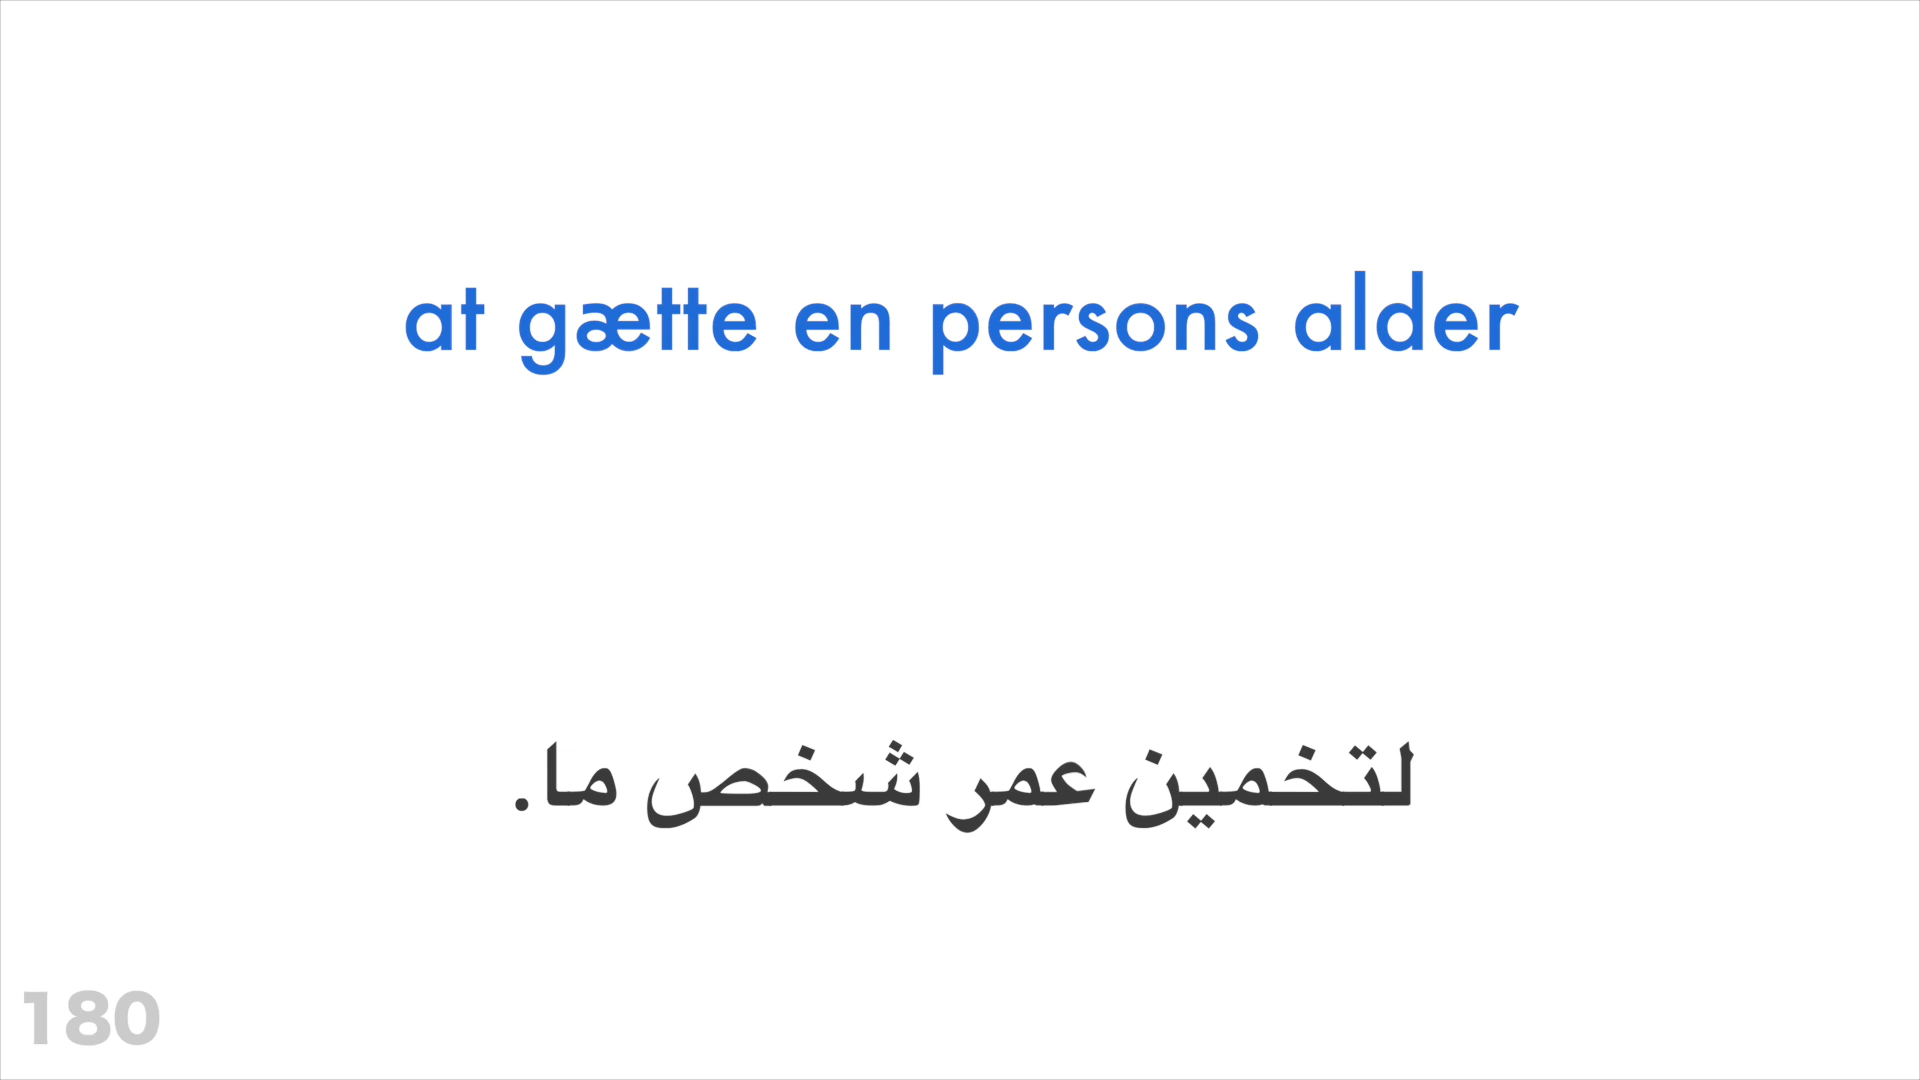 at gætte en persons alder
لتخمين عمر شخص ما.
180